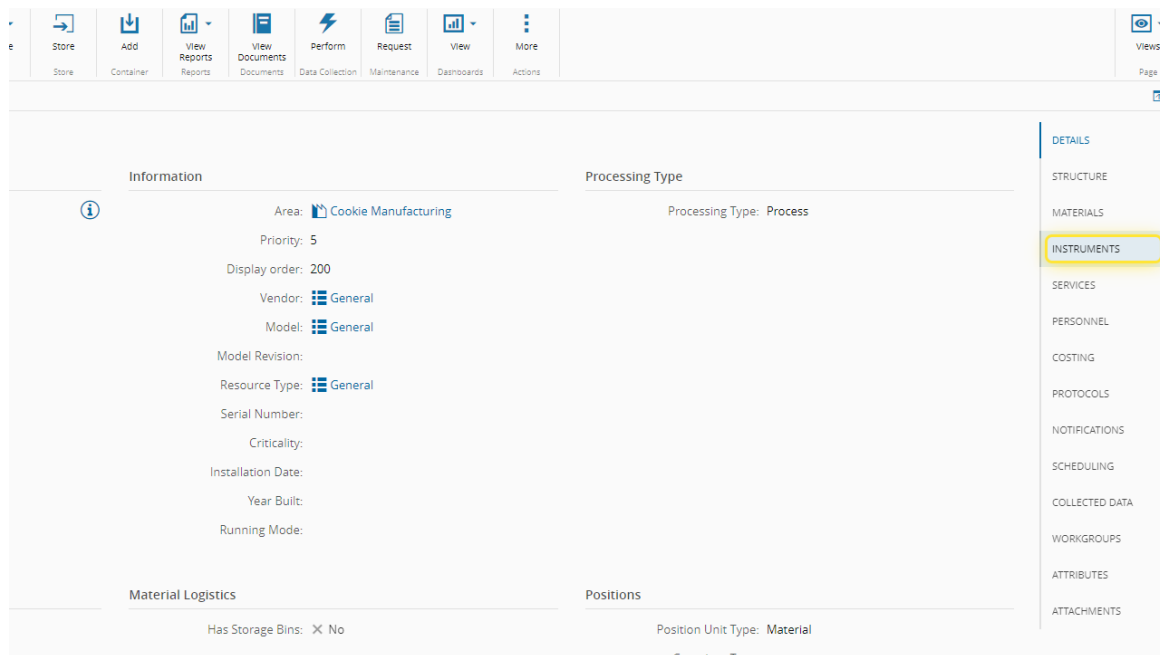 Store
Add
View Reports
View Documents
Perform
Request
View
More
Views
Store
Container
Reports
Documents
Data Collection
Maintenance
Dashboards
Actions
Page
Information
Area: Cookie Manufacturing
Priority: 5
Display order: 200
Vendor: General
Model: General
Model Revision:
Resource Type: General
Serial Number:
Criticality:
Installation Date:
Year Built:
Running Mode:
Processing Type
Processing Type: Process
Material Logistics
Has Storage Bins: No
Positions
Position Unit Type: Material
DETAILS
STRUCTURE
MATERIALS
INSTRUMENTS
SERVICES
PERSONNEL
COSTING
PROTOCOLS
NOTIFICATIONS
SCHEDULING
COLLECTED DATA
WORKGROUPS
ATTRIBUTES
ATTACHMENTS